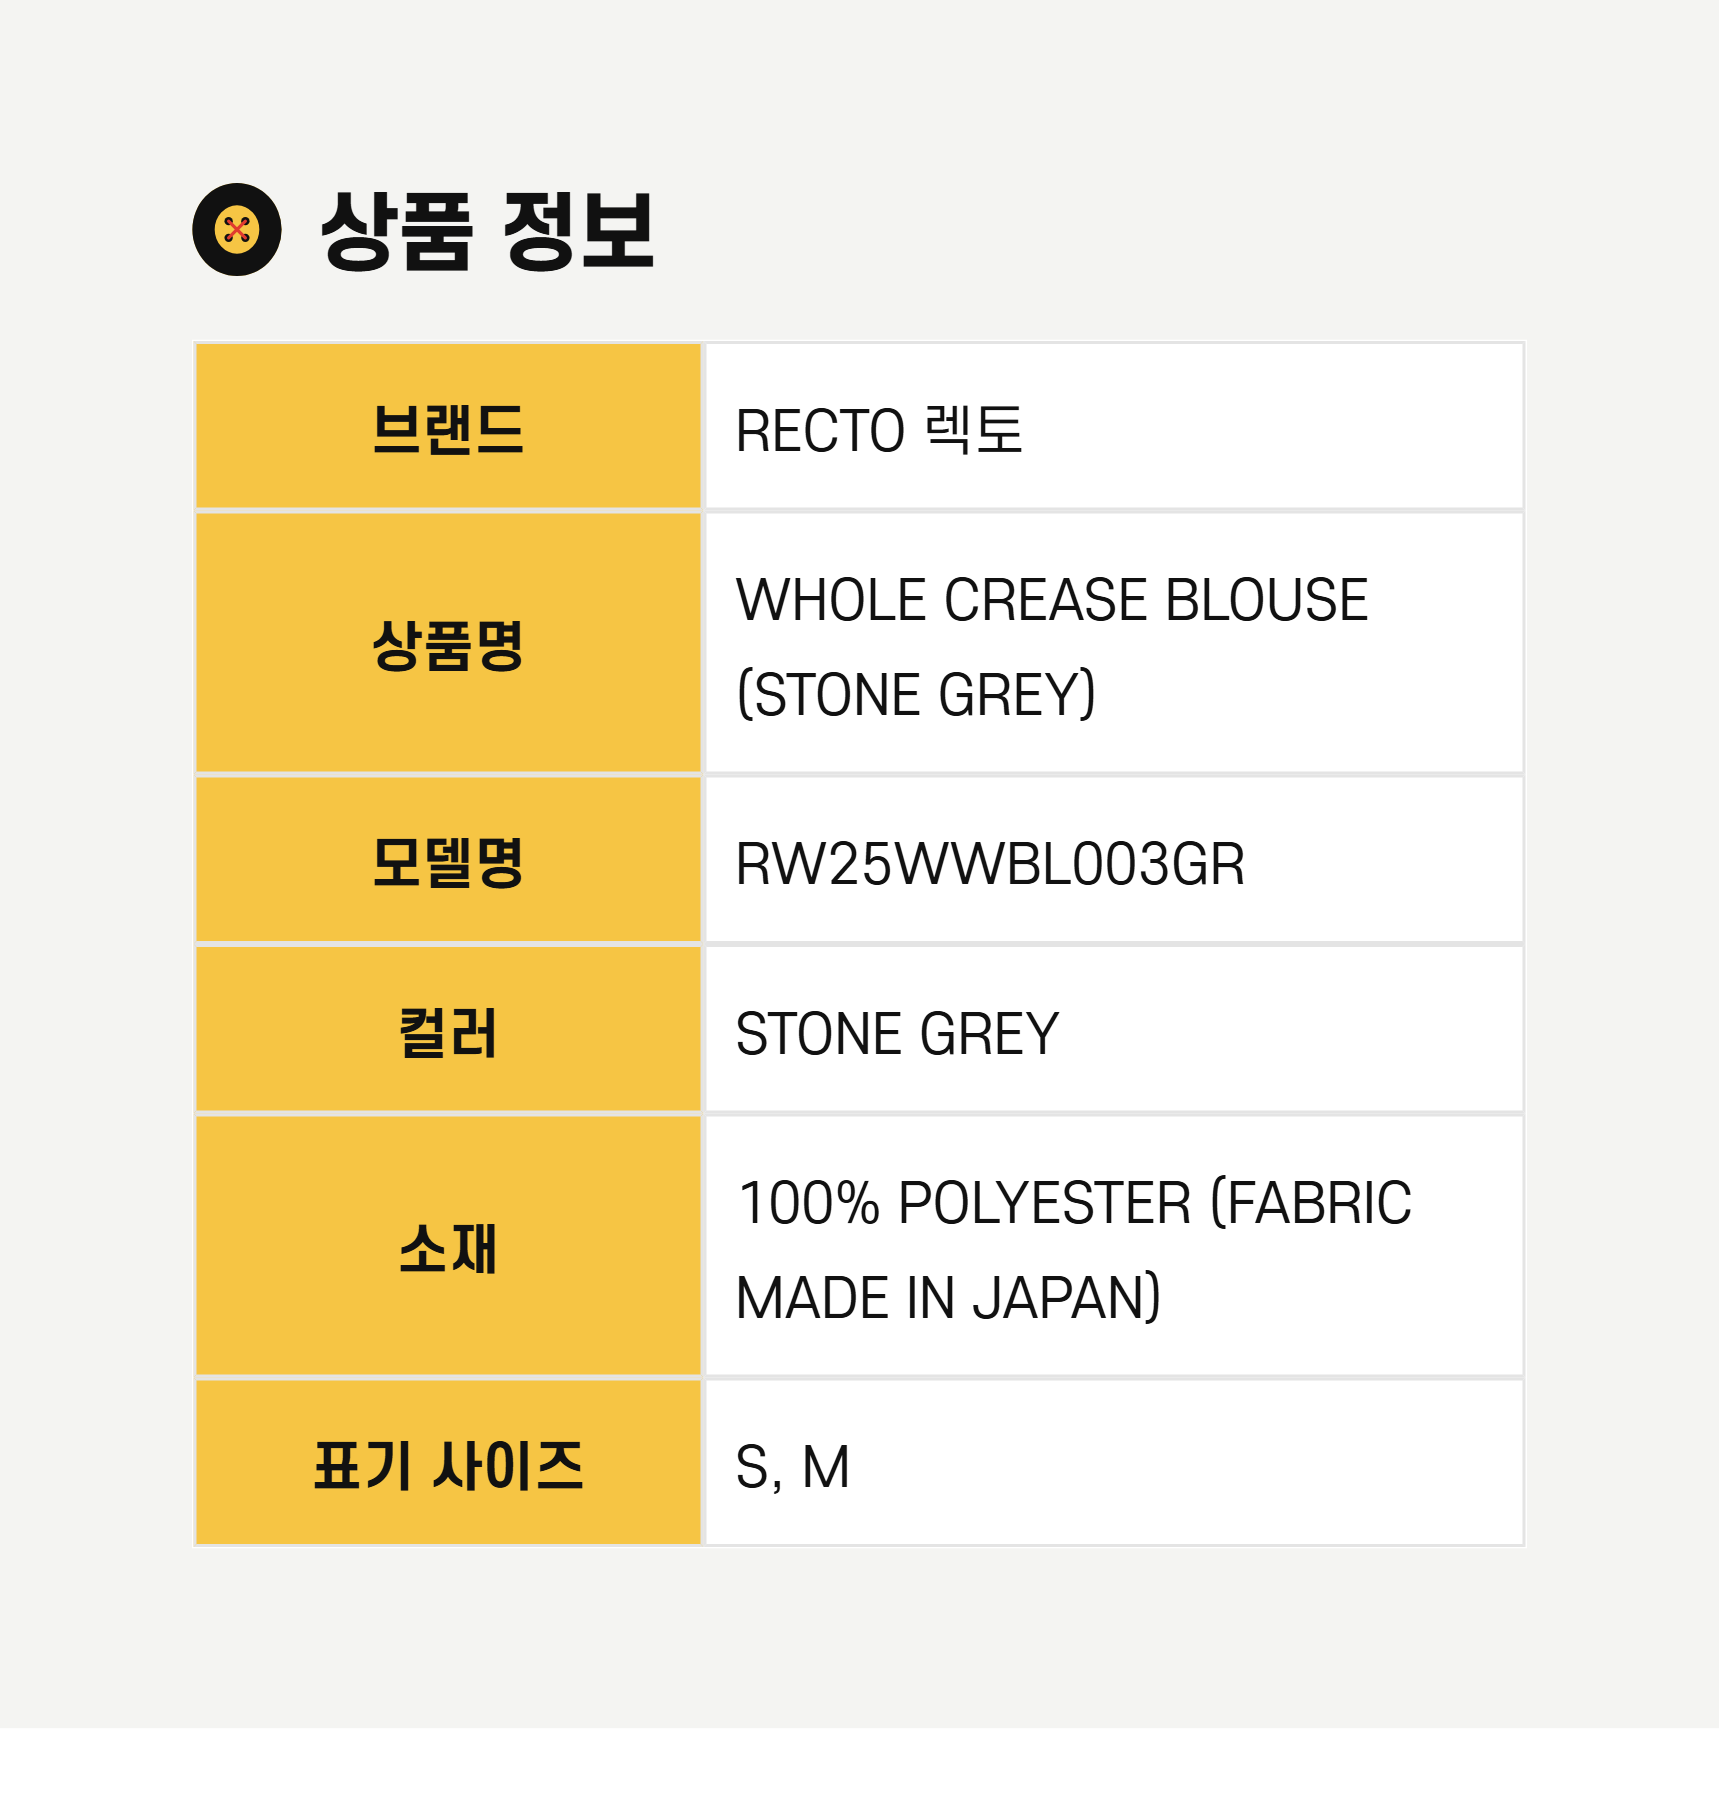 상품 정보
브랜드
RECTO 렉토
상품명
WHOLE CREASE BLOUSE
(STONE GREY)
모델명
RW25WWBL003GR
컬러
STONE GREY
소재
100% POLYESTER (FABRIC
MADE IN JAPAN)
표기 사이즈
S, M